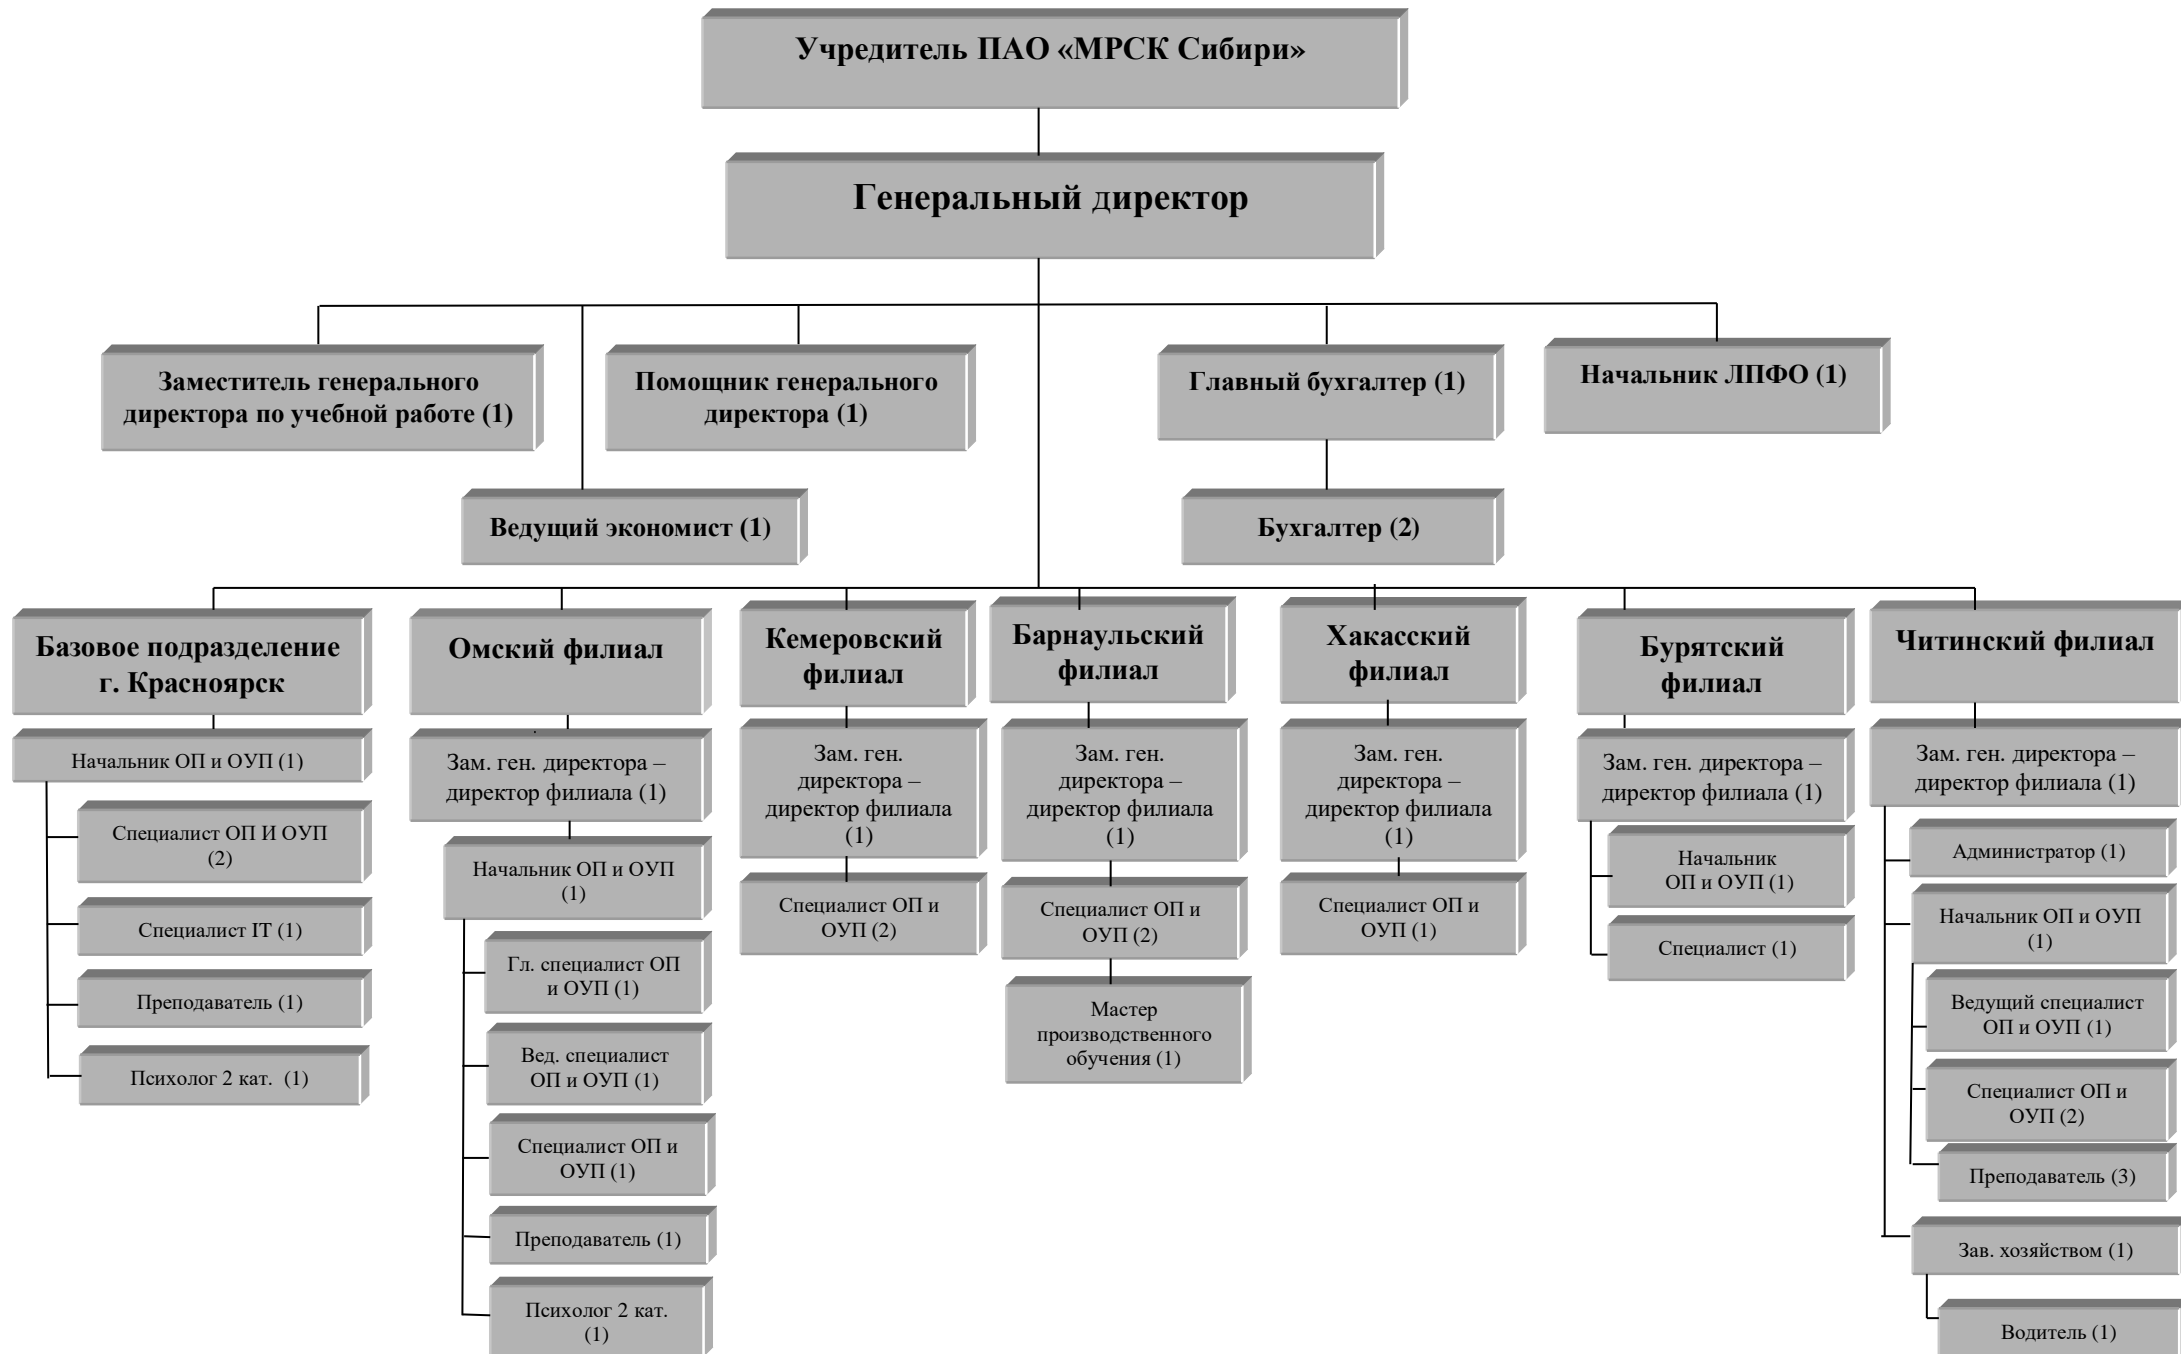 Учредитель ПАО «МРСК Сибири»
Генеральный директор
Заместитель генерального
директора по учебной работе (1)
Помощник генерального
директора (1)
Главный бухгалтер (1)
Начальник ЛПФО (1)
Ведущий экономист (1)
Бухгалтер (2)
Базовое подразделение
г. Красноярск
Начальник ОП и ОУП (1)
Специалист ОП И ОУП
(2)
Специалист IT (1)
Преподаватель (1)
Психолог 2 кат. (1)
Омский филиал
Зам. ген. директора –
директор филиала (1)
Начальник ОП и ОУП
(1)
Гл. специалист ОП
и ОУП (1)
Вед. специалист
ОП и ОУП (1)
Специалист ОП и
ОУП (1)
Преподаватель (1)
Психолог 2 кат.
(1)
Кемеровский
филиал
Зам. ген.
директора –
директор филиала
(1)
Специалист ОП и
ОУП (2)
Барнаульский
филиал
Зам. ген.
директора –
директор филиала
(1)
Специалист ОП и
ОУП (2)
Мастер
производственного
обучения (1)
Хакасский
филиал
Зам. ген.
директора –
директор филиала
(1)
Специалист ОП и
ОУП (1)
Бурятский
филиал
Зам. ген. директора –
директор филиала (1)
Начальник
ОП и ОУП (1)
Специалист (1)
Читинский филиал
Зам. ген. директора –
директор филиала (1)
Администратор (1)
Начальник ОП и ОУП
(1)
Ведущий специалист
ОП и ОУП (1)
Специалист ОП и
ОУП (2)
Преподаватель (3)
Зав. хозяйством (1)
Водитель (1)